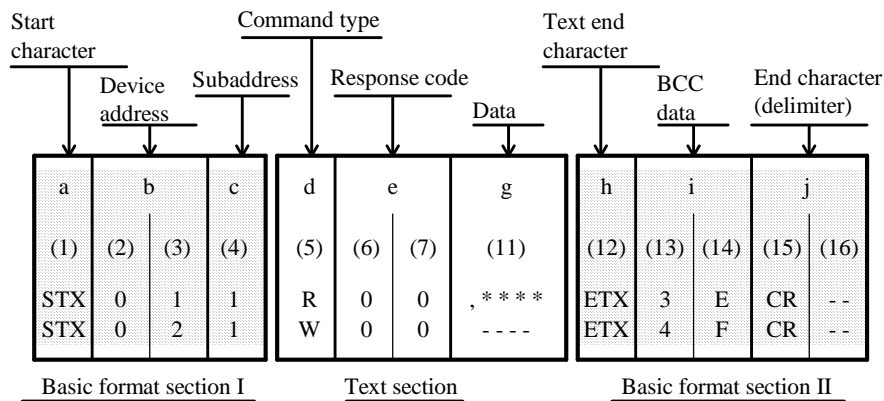 Start character
Device address
Subaddress
Command type
Response code
Data
Text end character
BCC data
End character (delimiter)
a b c d e g h i j
(1) (2) (3) (4) (5) (6) (7) (11) (12) (13) (14) (15) (16)
STX 0 1 1 R 0 0 , * * * * ETX 3 E CR - -
STX 0 2 1 W 0 0 - - - - ETX 4 F CR - -
Basic format section I Text section Basic format section II